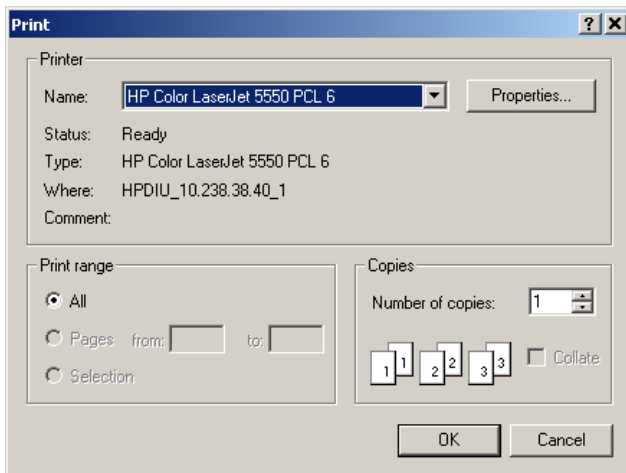 Print
Printer
Name: HP Color LaserJet 5550 PCL 6 Properties...
Status: Ready
Type: HP Color LaserJet 5550 PCL 6
Where: HPDIU_10.238.38.40_1
Comment:
Print range
All
Pages from: to:
Selection
Copies
Number of copies: 1
1 1 2 2 3 3 Collate
OK Cancel